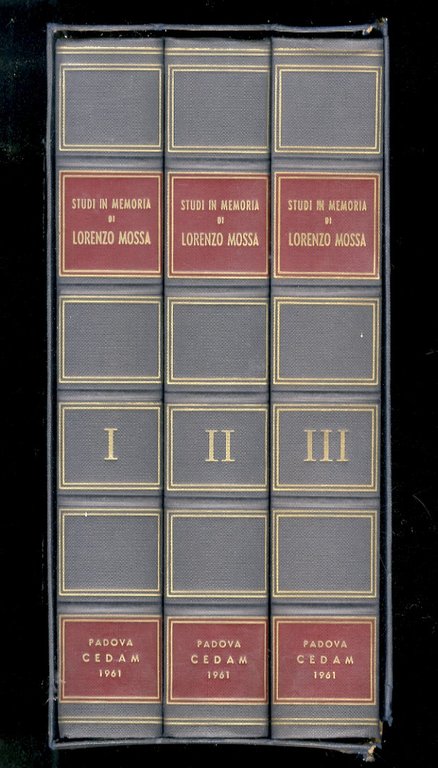 STUDI IN MEMORIA
DI
LORENZO MOSSA
I
PADOVA
CEDAM
1961
STUDI IN MEMORIA
DI
LORENZO MOSSA
II
PADOVA
CEDAM
1961
STUDI IN MEMORIA
DI
LORENZO MOSSA
III
PADOVA
CEDAM
1961